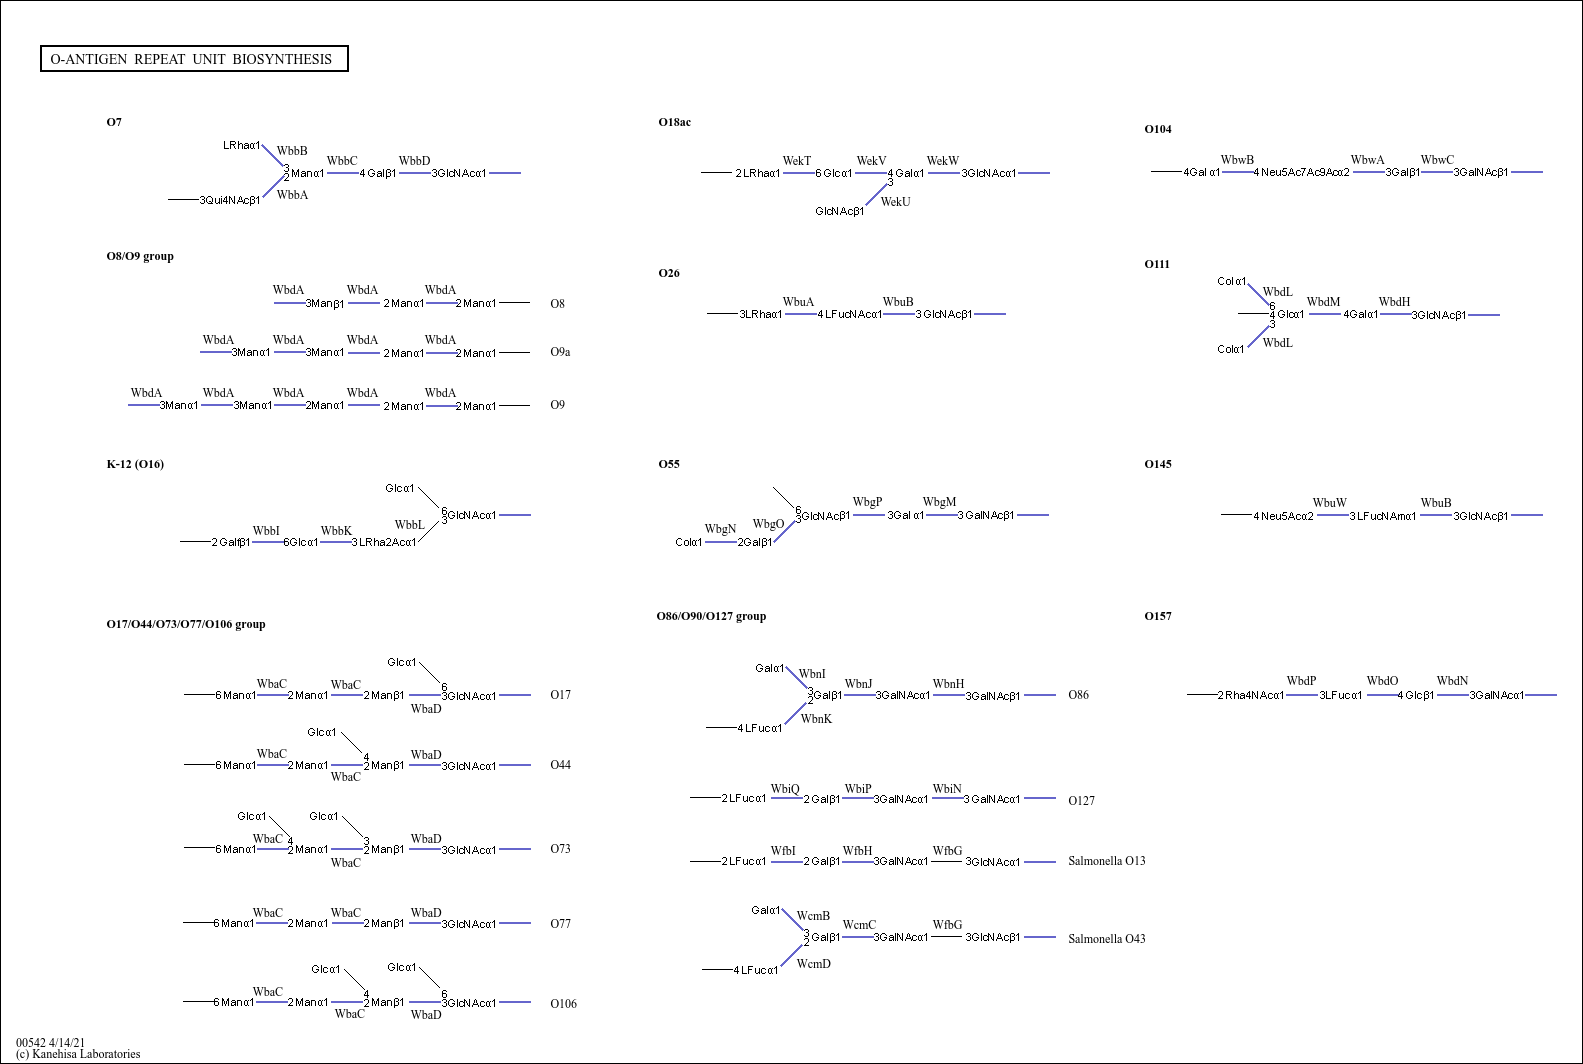 O-ANTIGEN REPEAT UNIT BIOSYNTHESIS
O7
LRhaα1
WbbB
3
2 Manα1
WbbC
4 Galβ1
WbbD
3GlcNAcα1
WbbA
3Qui4NAcβ1
O8/O9 group
WbdA WbdA WbdA
3Manβ1 2 Manα1 2 Manα1 O8
WbdA WbdA WbdA WbdA
3Manα1 3Manα1 2 Manα1 2 Manα1 O9a
WbdA WbdA WbdA WbdA WbdA
3Manα1 3Manα1 2Manα1 2 Manα1 2 Manα1 O9
K-12 (O16)
Glcα1
6
3 GlcNAcα1
WbbI WbbK WbbL
2 Galfβ1 6Glcα1 3 LRha2Acα1
O17/O44/O73/O77/O106 group
Glcα1
WbaC WbaC 6
6 Manα1 2 Manα1 2 Manβ1 3GlcNAcα1 O17
WbaD
Glcα1
WbaC 4 WbaD
6 Manα1 2 Manα1 2 Manβ1 3GlcNAcα1 O44
WbaC
Glcα1 Glcα1
WbaC 4 3 WbaD
6 Manα1 2 Manα1 2 Manβ1 3GlcNAcα1 O73
WbaC
WbaC WbaC WbaD
6 Manα1 2 Manα1 2 Manβ1 3GlcNAcα1 O77
Glcα1 Glcα1
WbaC 4 6
6 Manα1 2 Manα1 2 Manβ1 3GlcNAcα1 O106
WbaC WbaD
O18ac
WekT WekV WekW
2 LRhaα1 6 Glcα1 4 Galα1 3GlcNAcα1
3
WekU
GlcNAcβ1
O26
WbuA WbuB
3LRhaα1 4 LFucNAcα1 3 GlcNAcβ1
O55
6
3 GlcNAcβ1 WbgP 3Gal α1 WbgM 3 GalNAcβ1
WbgN WbgO
Colα1 2Galβ1
O86/O90/O127 group
Galα1
WbnI WbnJ WbnH
3
2 Galβ1 3GalNAcα1 3GalNAcβ1 O86
WbnK
4 LFucα1
WbiQ WbiP WbiN
2 LFucα1 2 Galβ1 3GalNAcα1 3 GalNAcα1 O127
WfbI WfbH WfbG
2 LFucα1 2 Galβ1 3GalNAcα1 3GlcNAcα1 Salmonella O13
Galα1
WcmB WcmC WfbG
3
2 Galβ1 3GalNAcα1 3GlcNAcβ1 Salmonella O43
WcmD
4 LFucα1
O104
WbwB WbwA WbwC
4Gal α1 4 Neu5Ac7Ac9Acα2 3Galβ1 3GalNAcβ1
O111
Colα1
WbdL WbdM WbdH
6
4 Glcα1 4Galα1 3GlcNAcβ1
3
WbdL
Colα1
O145
WbuW WbuB
4 Neu5Acα2 3 LFucNAmα1 3GlcNAcβ1
O157
WbdP WbdO WbdN
2 Rha4NAcα1 3LFucα1 4 Glcβ1 3GalNAcα1
00542 4/14/21
(c) Kanehisa Laboratories